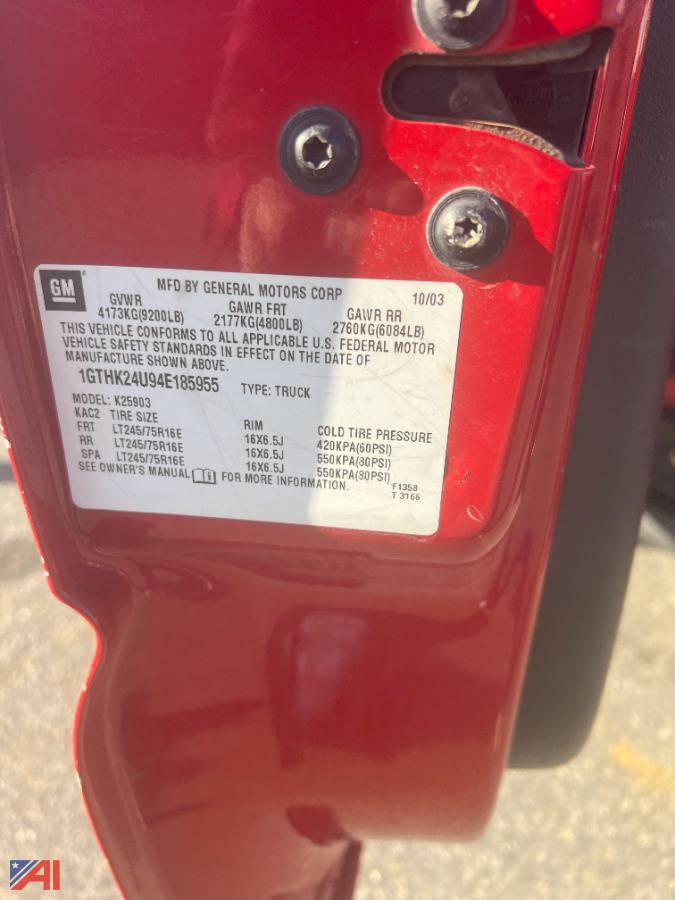 GM
MFD BY GENERAL MOTORS CORP 10/03
GVWR GAWR FRT GAWR RR
4173KG(9200LB) 2177KG(4800LB) 2760KG(6084LB)
THIS VEHICLE CONFORMS TO ALL APPLICABLE U.S. FEDERAL MOTOR
VEHICLE SAFETY STANDARDS IN EFFECT ON THE DATE OF
MANUFACTURE SHOWN ABOVE.
1GTHK24U94E185955 TYPE: TRUCK
MODEL: K25903
KAC2 TIRE SIZE RIM COLD TIRE PRESSURE
FRT LT245/75R16E 16X6.5J 420KPA(60PSI)
RR LT245/75R16E 16X6.5J 550KPA(80PSI)
SPA LT245/75R16E 16X6.5J 550KPA(80PSI)
SEE OWNER'S MANUAL FOR MORE INFORMATION.
F1358
T 3166
AI